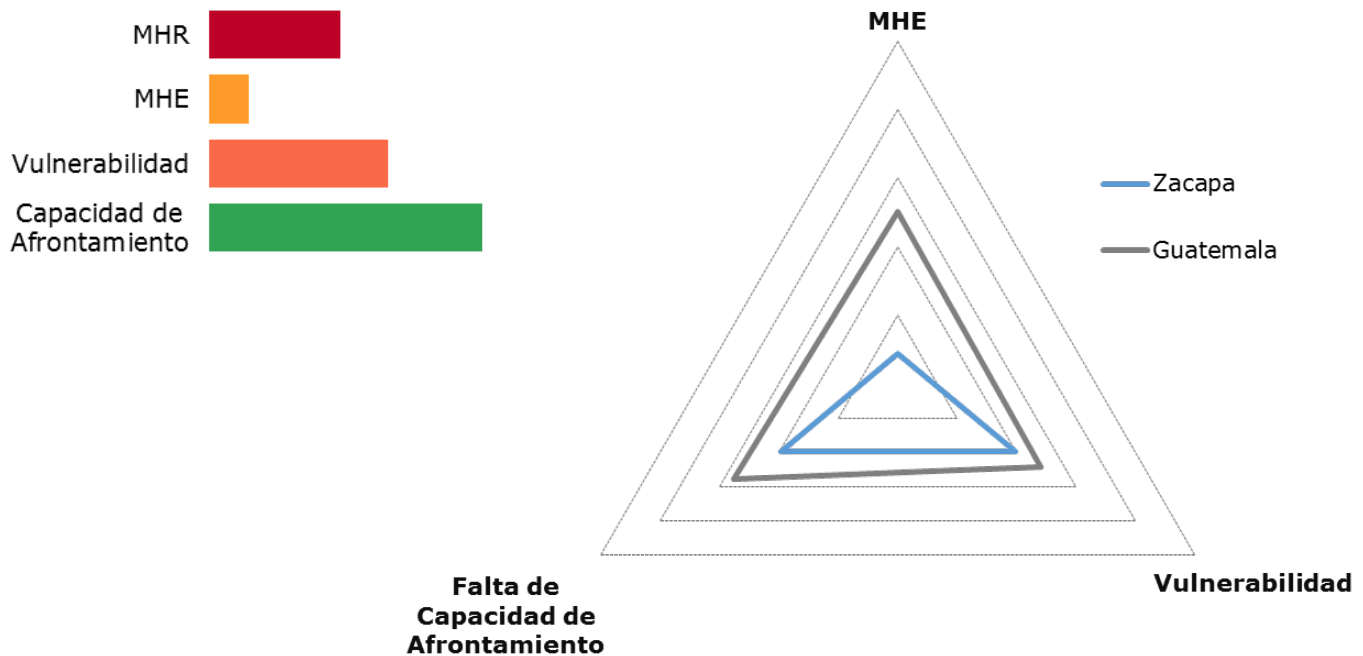 MHR
MHE
Vulnerabilidad
Capacidad de
Afrontamiento
MHE
Zacapa
Guatemala
Falta de
Capacidad de
Afrontamiento
Vulnerabilidad